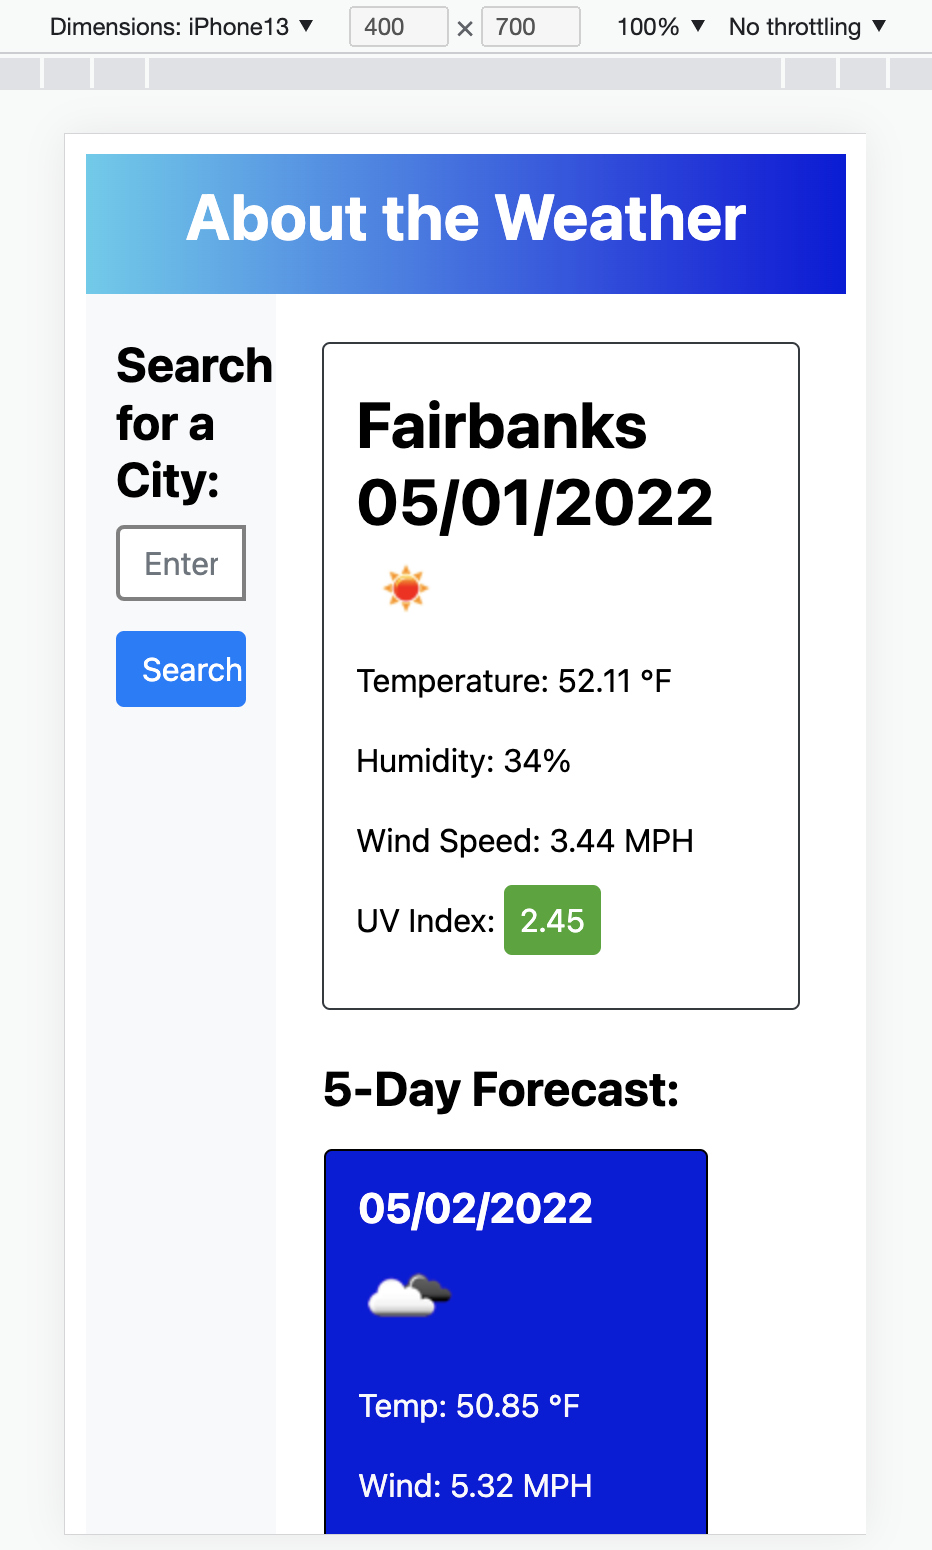 Dimensions: iPhone13 ▼ 400 × 700 100% ▼ No throttling ▼
About the Weather
Search
for a
City:
Enter
Search
Fairbanks
05/01/2022
Temperature: 52.11 °F
Humidity: 34%
Wind Speed: 3.44 MPH
UV Index: 2.45
5-Day Forecast:
05/02/2022
Temp: 50.85 °F
Wind: 5.32 MPH